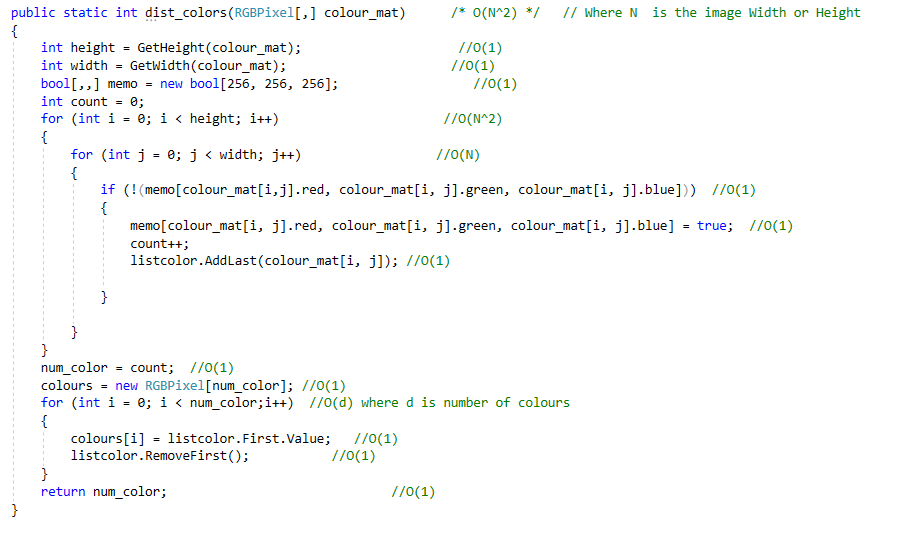 public static int dist_colors(RGBPixel[,] colour_mat)      /* O(N^2) */   // Where N  is the image Width or Height
{
    int height = GetHeight(colour_mat);                     //O(1)
    int width = GetWidth(colour_mat);                      //O(1)
    bool[,,] memo = new bool[256, 256, 256];                  //O(1)
    int count = 0;
    for (int i = 0; i < height; i++)                      //O(N^2)
    {
        for (int j = 0; j < width; j++)                  //O(N)
        {
            if (!(memo[colour_mat[i,j].red, colour_mat[i, j].green, colour_mat[i, j].blue]))  //O(1)
            {
                memo[colour_mat[i, j].red, colour_mat[i, j].green, colour_mat[i, j].blue] = true;  //O(1)
                count++;
                listcolor.AddLast(colour_mat[i, j]); //O(1)
            }
        }
    }
    num_color = count;  //O(1)
    colours = new RGBPixel[num_color]; //O(1)
    for (int i = 0; i < num_color;i++)  //O(d) where d is number of colours
    {
        colours[i] = listcolor.First.Value;   //O(1)
        listcolor.RemoveFirst();           //O(1)
    }
    return num_color;                              //O(1)
}